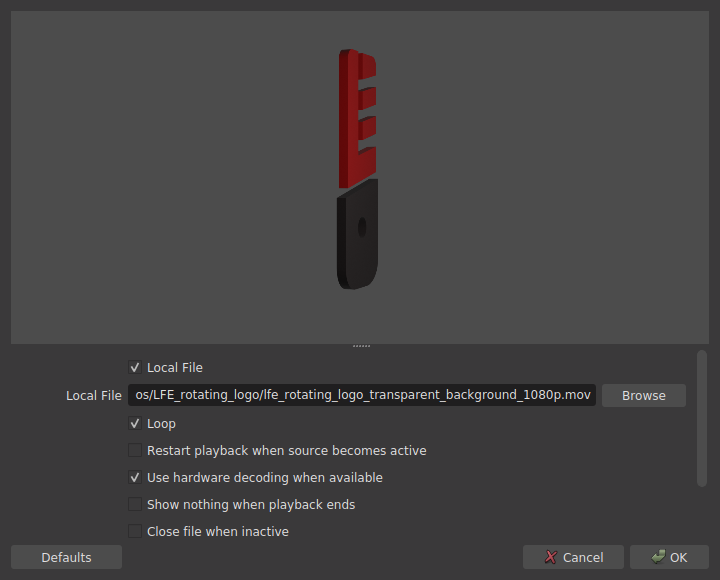 Local File
Local File os/LFE_rotating_logo/lfe_rotating_logo_transparent_background_1080p.mov Browse
Loop
Restart playback when source becomes active
Use hardware decoding when available
Show nothing when playback ends
Close file when inactive
Defaults Cancel OK